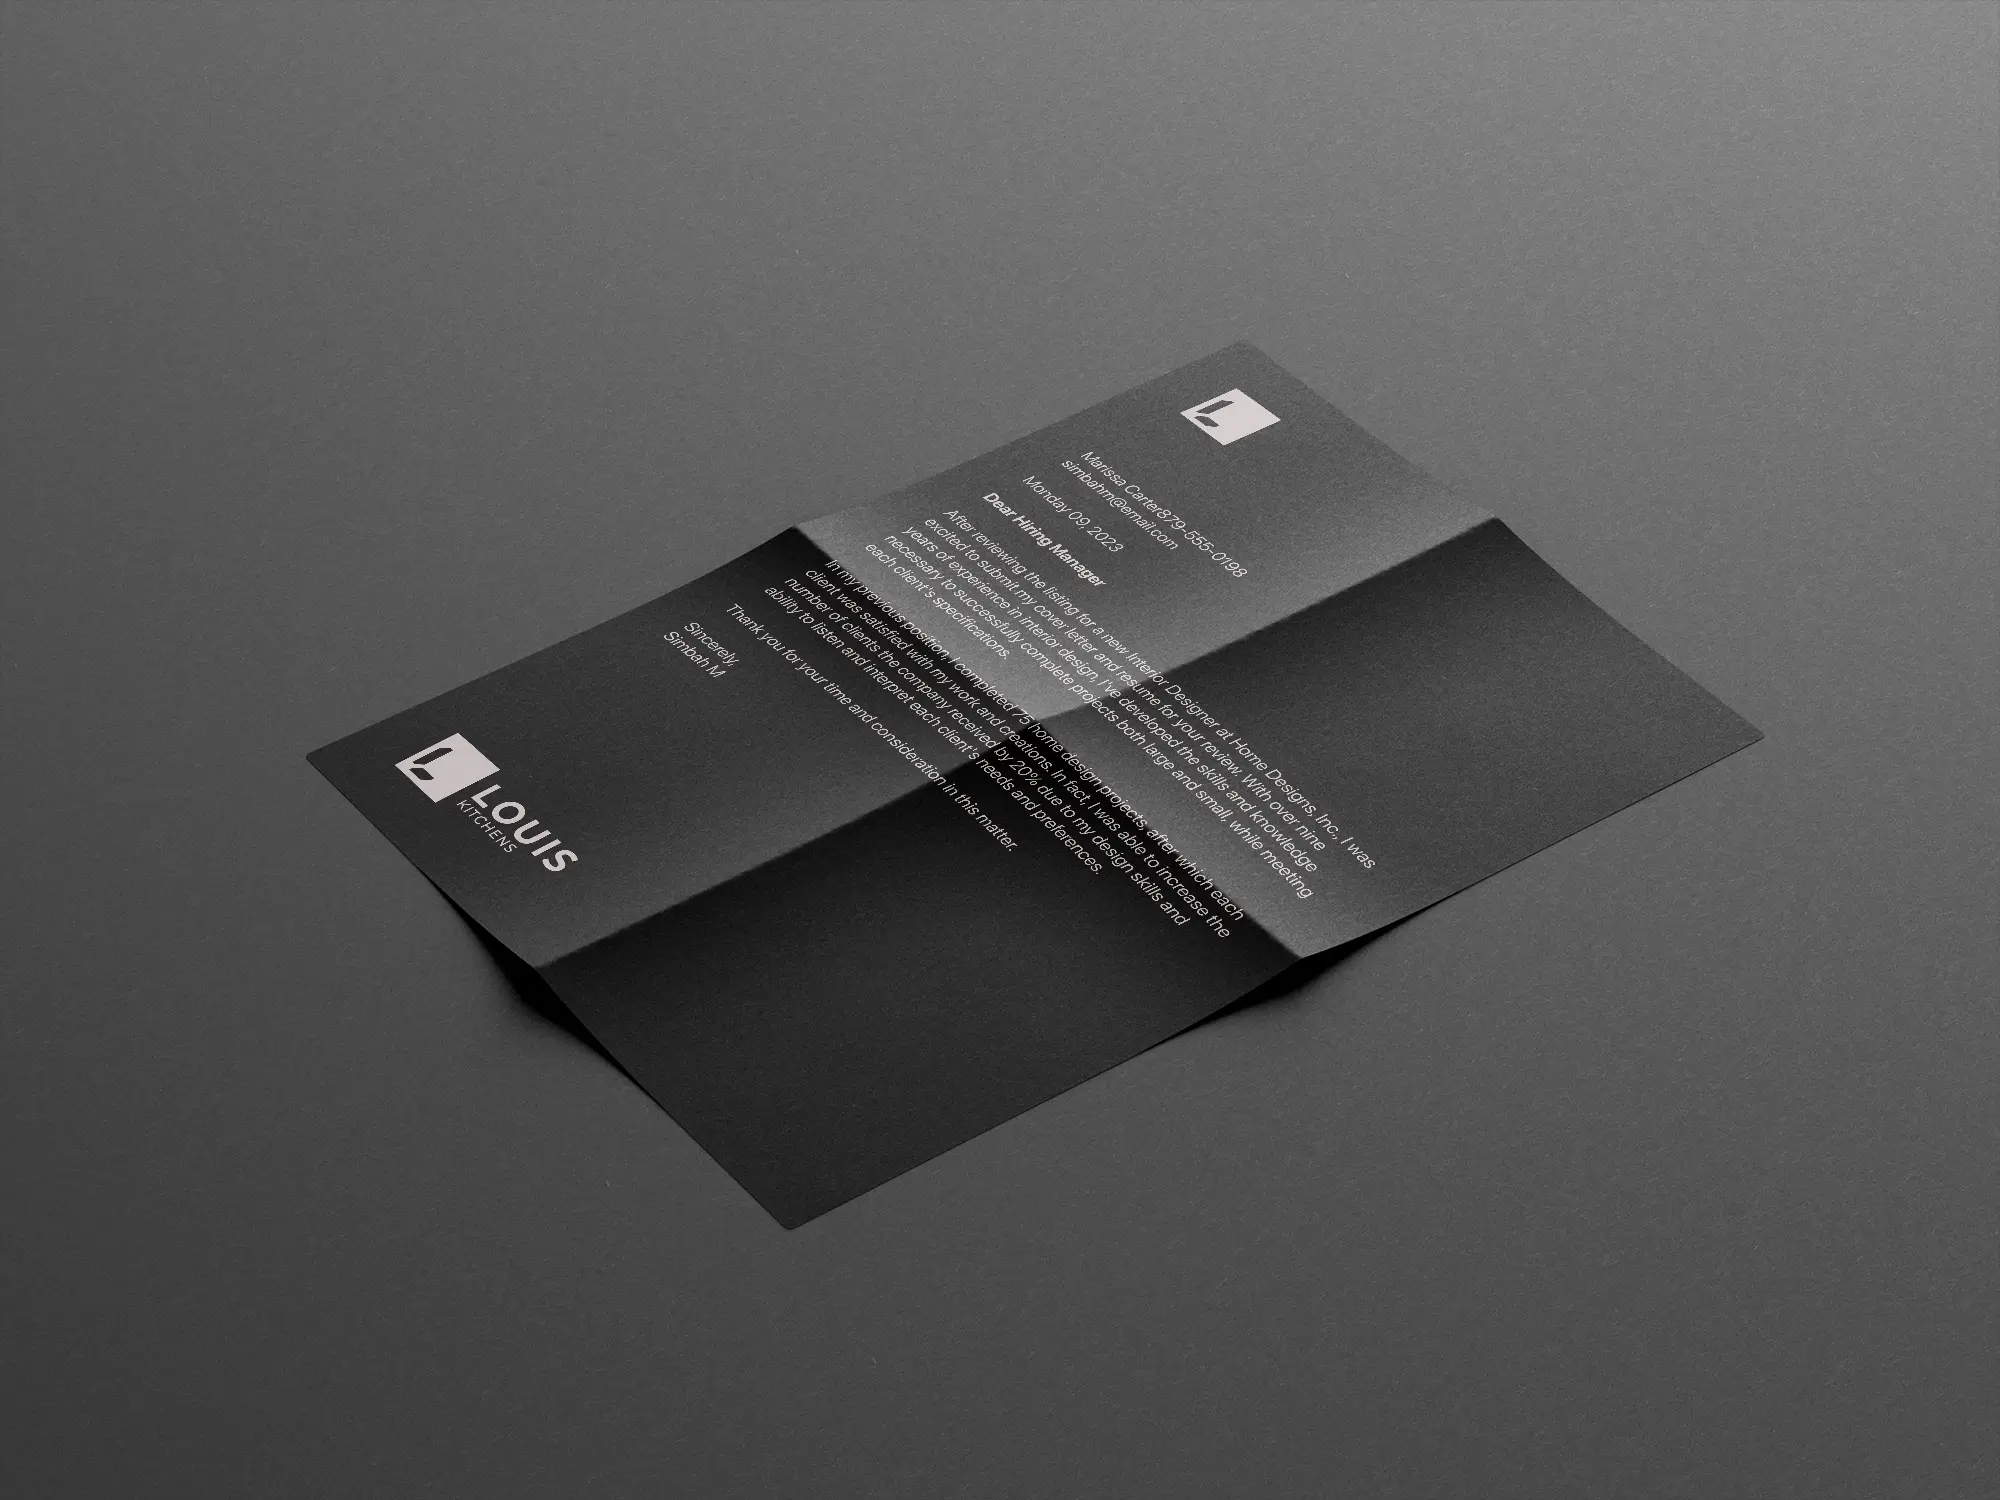 Marissa Carter879-555-0198
simbahm@email.com
Monday 09, 2023
Dear Hiring Manager
After reviewing the listing for a new Interior Designer at Home Designs, Inc., I was
excited to submit my cover letter and resume for your review. With over nine
years of experience in interior design, I've developed the skills and knowledge
necessary to successfully complete projects both large and small, while meeting
each client's specifications.
In my previous position, I completed 75 home design projects, after which each
client was satisfied with my work and creations. In fact, I was able to increase the
number of clients the company received by 20% due to my design skills and
ability to listen and interpret each client's needs and preferences.
Thank you for your time and consideration in this matter.
Sincerely,
Simbah M
LOUIS
KITCHENS